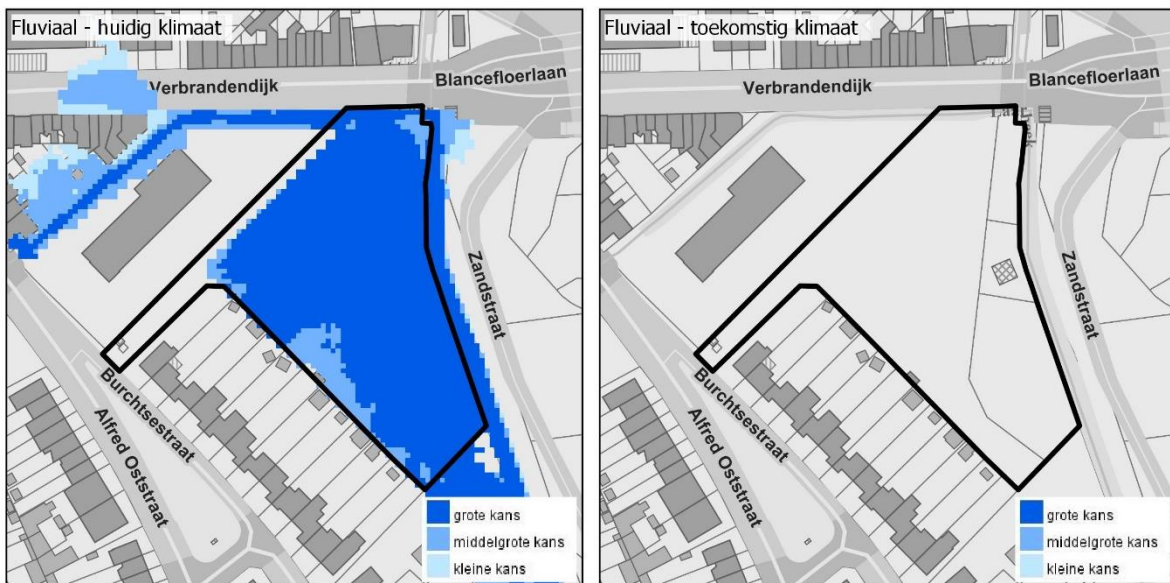 Fluviaal - huidig klimaat
Verbrandendijk
Blancefloerlaan
Zandstraat
Burchtsestraat
Alfred Oststraat
grote kans
middelgrote kans
kleine kans
Fluviaal - toekomstig klimaat
Verbrandendijk
Blancefloerlaan
Zandstraat
Burchtsestraat
Alfred Oststraat
grote kans
middelgrote kans
kleine kans